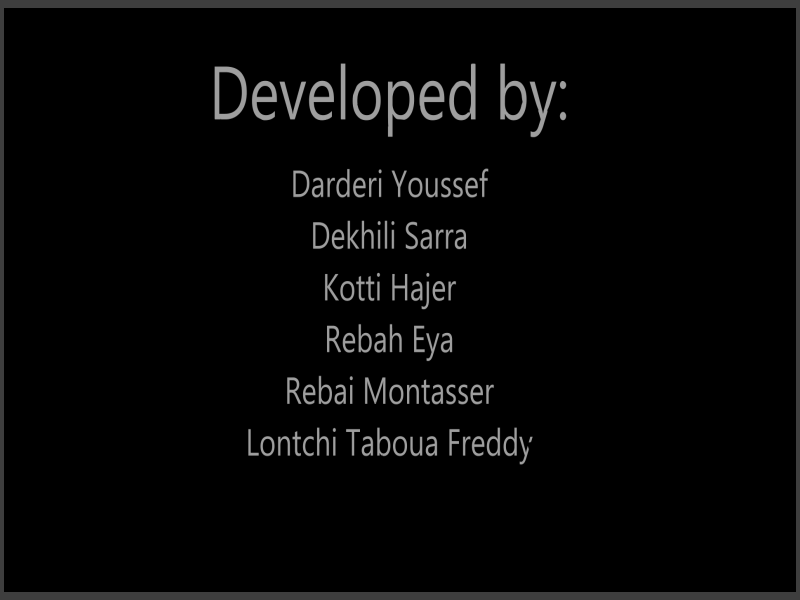 Developed by:
Darderi Youssef
Dekhili Sarra
Kotti Hajer
Rebah Eya
Rebai Montasser
Lontchi Taboua Freddy